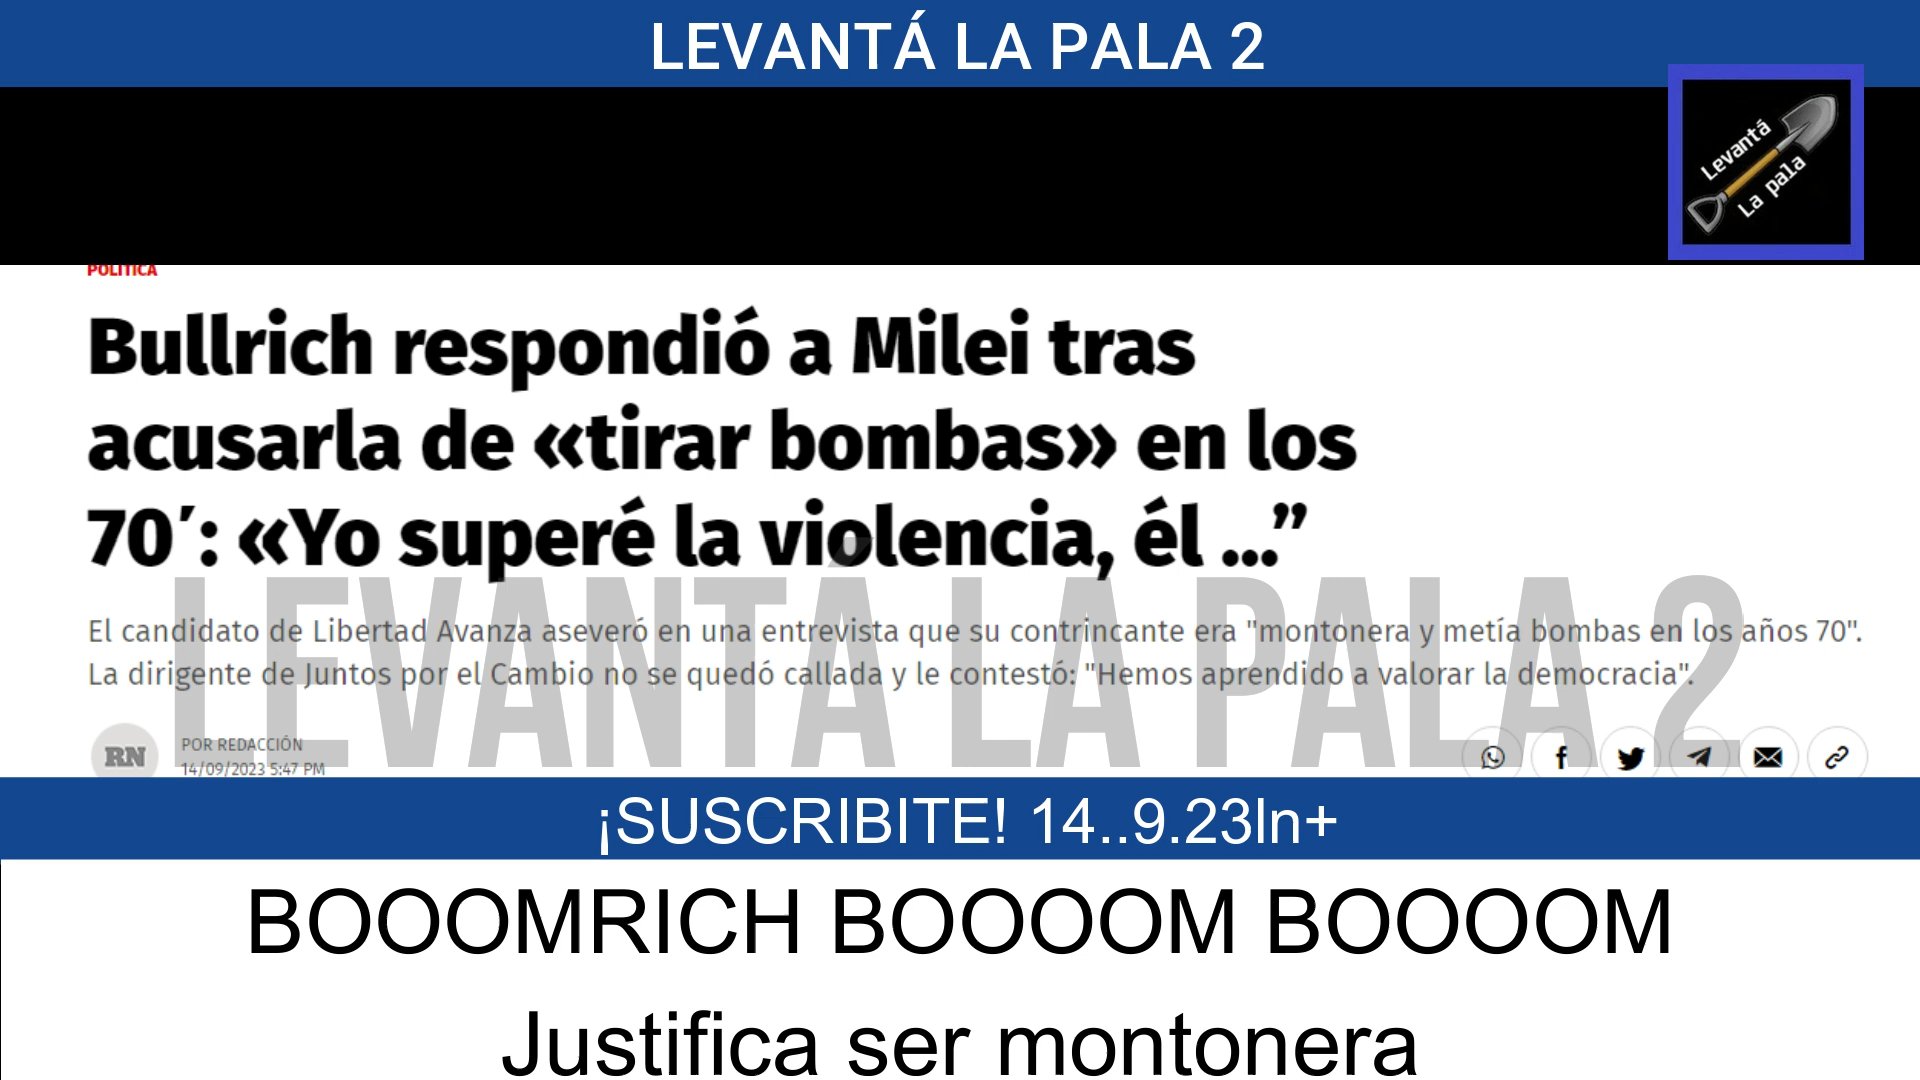 LEVANTÁ LA PALA 2
Levantá
La pala
POLÍTICA
Bullrich respondió a Milei tras
acusarla de «tirar bombas» en los
70´: «Yo superé la violencia, él ...”
LEVANTÁ LA PALA 2
El candidato de Libertad Avanza aseveró en una entrevista que su contrincante era "montonera y metía bombas en los años 70".
La dirigente de Juntos por el Cambio no se quedó callada y le contestó: "Hemos aprendido a valorar la democracia".
RN
POR REDACCIÓN
14/09/2023 5:47 PM
¡SUSCRIBITE! 14..9.23ln+
BOOOMRICH BOOOOM BOOOOM
Justifica ser montonera